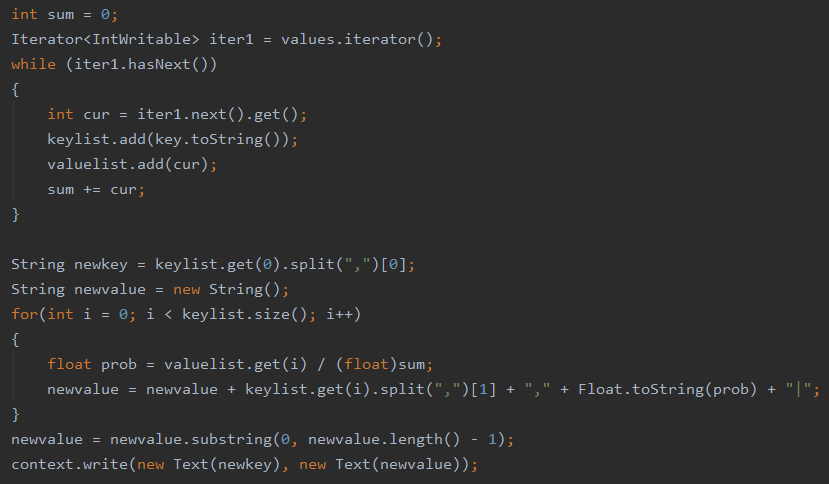 int sum = 0;
Iterator<IntWritable> iter1 = values.iterator();
while (iter1.hasNext())
{
    int cur = iter1.next().get();
    keylist.add(key.toString());
    valuelist.add(cur);
    sum += cur;
}

String newkey = keylist.get(0).split(",")[0];
String newvalue = new String();
for(int i = 0; i < keylist.size(); i++)
{
    float prob = valuelist.get(i) / (float)sum;
    newvalue = newvalue + keylist.get(i).split(",")[1] + "," + Float.toString(prob) + "|";
}
newvalue = newvalue.substring(0, newvalue.length() - 1);
context.write(new Text(newkey), new Text(newvalue));